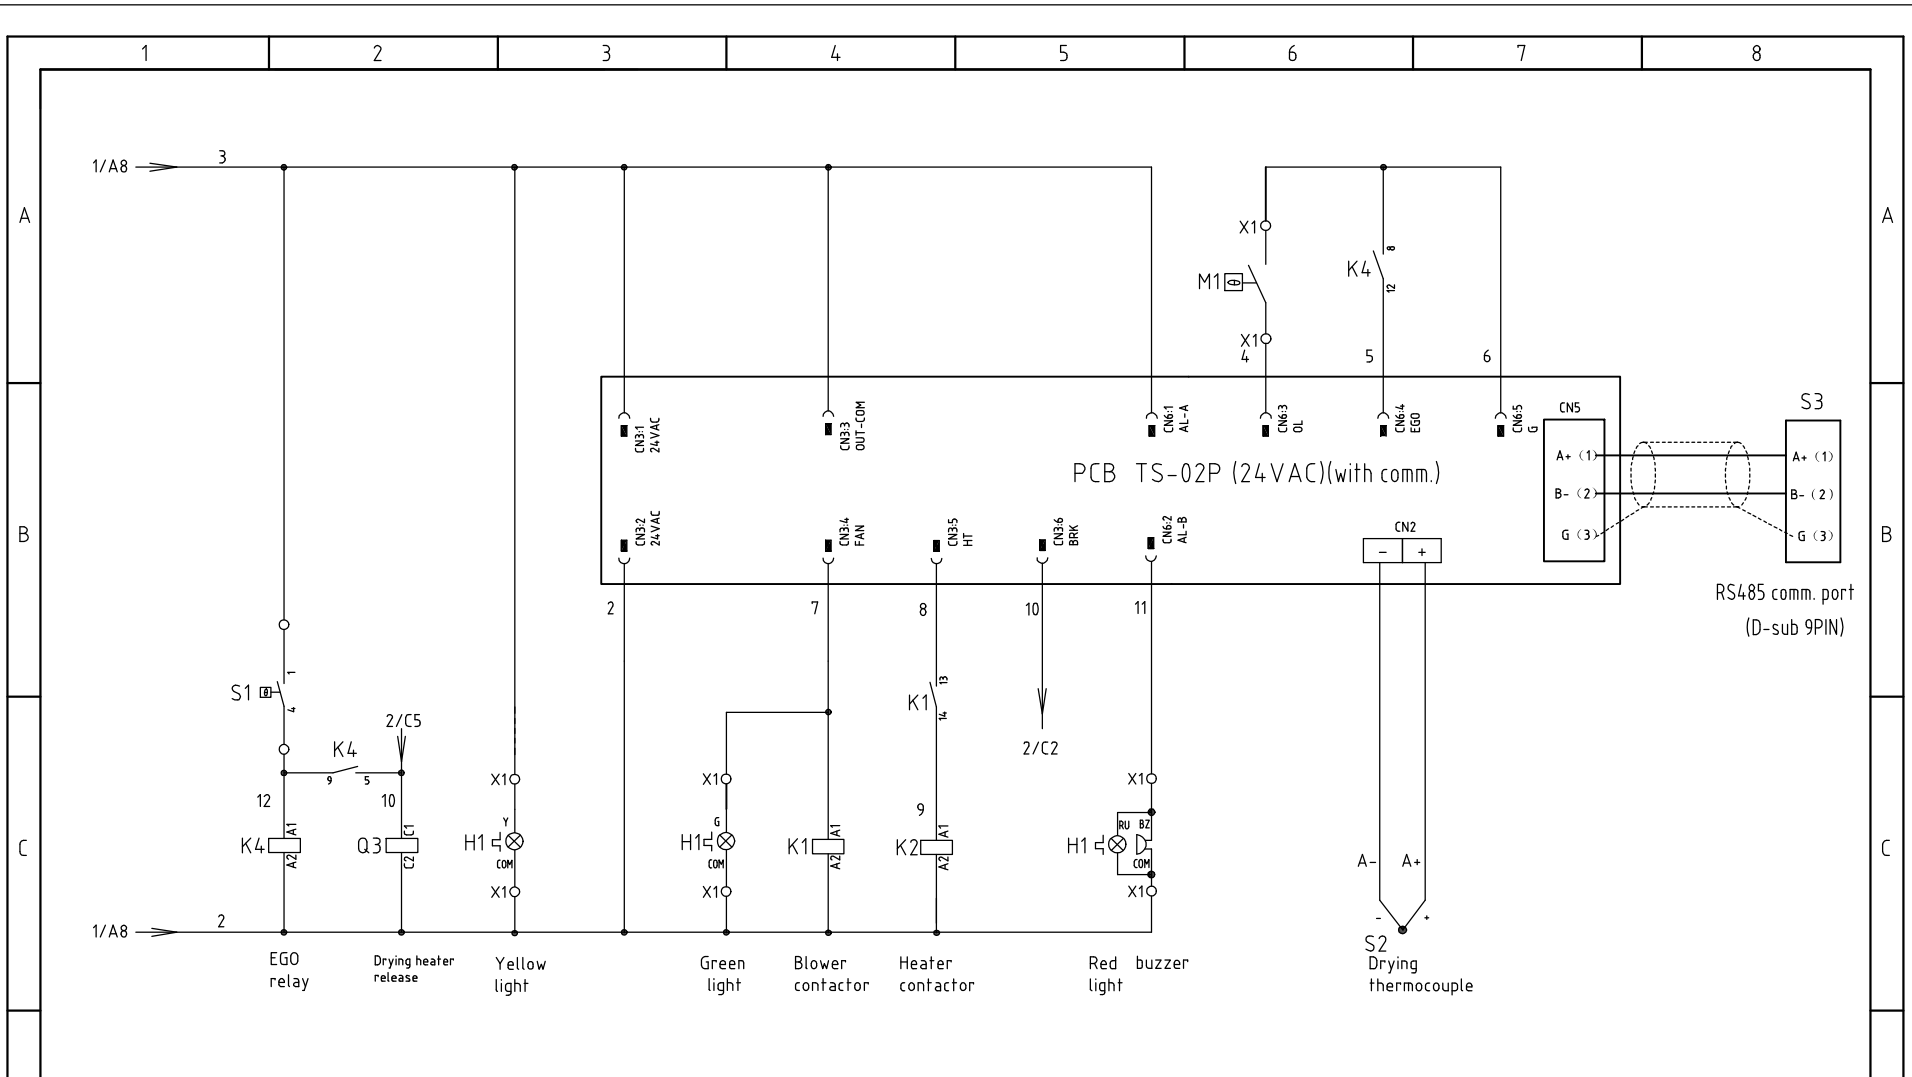 1 2 3 4 5 6 7 8
1/A8 3
A A
X1
M1 θ
K4 8
12
X1
4 5 6
CN3:1
24VAC
CN3:3
OUT-COM
CN6:1
AL-A
CN6:3
OL
CN6:4
EGO
CN6:5
G
CN5
S3
A+ (1) A+ (1)
PCB TS-02P (24VAC)(with comm.)
B- (2) B- (2)
G (3) G (3)
B B
CN3:2
24VAC
CN3:4
FAN
CN3:5
HT
CN3:6
BRK
CN6:2
AL-B
CN2
- +
RS485 comm. port
(D-sub 9PIN)
2 7 8 10 11
S1 θ 1
4
K1 13
14
2/C5
2/C2
K4
9 5
X1 X1 X1
12 10 9
K4 A1
A2
Q3 C1
C2
H1 Y
COM
H1 G
COM
K1 A1
A2
K2 A1
A2
H1 RU BZ
COM
C C
A- A+
X1 X1 X1
- +
1/A8 2
S2
EGO
relay
Drying heater
release
Yellow
light
Green
light
Blower
contactor
Heater
contactor
Red buzzer
light
Drying
thermocouple